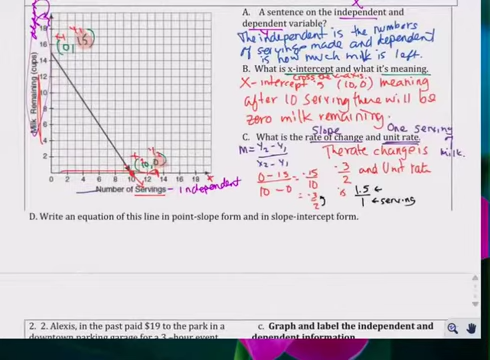 A. A sentence on the independent and
dependent variable?
The independent is the numbers
of servings made and dependent
is how much milk is left.
B. What is x-intercept and what it's meaning.
cross the x-axis.
X-intercept is (10,0) meaning
after 10 serving there will be
zero milk remaining.
C. What is the rate of change and unit rate.
Slope
One serving of milk.
M = Y2 - Y1
X2 - X1
0 - 15 = -15
10 - 0 10
= -3
2
The rate change is
-3
2
and Unit rate
is 1.5 ←
1 ← serving
Milk Remaining (cups)
18
16
14
12
10
8
6
4
2
(0, 15)
X1 Y1
(10,0)
0 2 4 6 8 10 12 14 16 18 X
Number of Servings - independent
D. Write an equation of this line in point-slope form and in slope-intercept form.
2. 2. Alexis, in the past paid $19 to the park in a
downtown parking garage for a 3 -hour event.
c. Graph and label the independent and
dependent information.